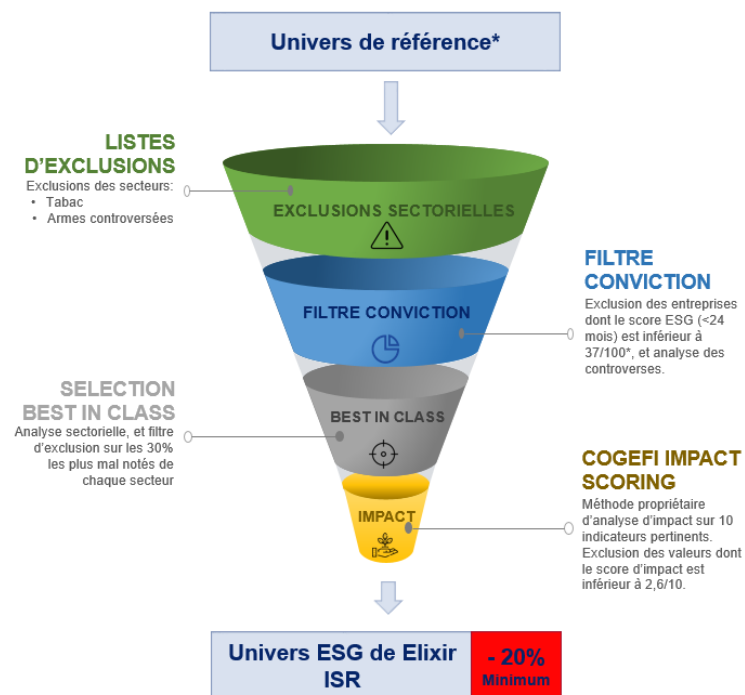 Univers de référence*
LISTES
D’EXCLUSIONS
Exclusions des secteurs:
• Tabac
• Armes controversées
EXCLUSIONS SECTORIELLES
FILTRE CONVICTION
FILTRE
CONVICTION
Exclusion des entreprises
dont le score ESG (<24
mois) est inférieur à
37/100*, et analyse des
controverses.
SELECTION
BEST IN CLASS
Analyse sectorielle, et filtre
d’exclusion sur les 30%
les plus mal notés de
chaque secteur
BEST IN CLASS
IMPACT
COGEFI IMPACT
SCORING
Méthode propriétaire
d’analyse d’impact sur 10
indicateurs pertinents.
Exclusion des valeurs dont
le score d’impact est
inférieur à 2,6/10.
Univers ESG de Elixir
ISR
- 20%
Minimum